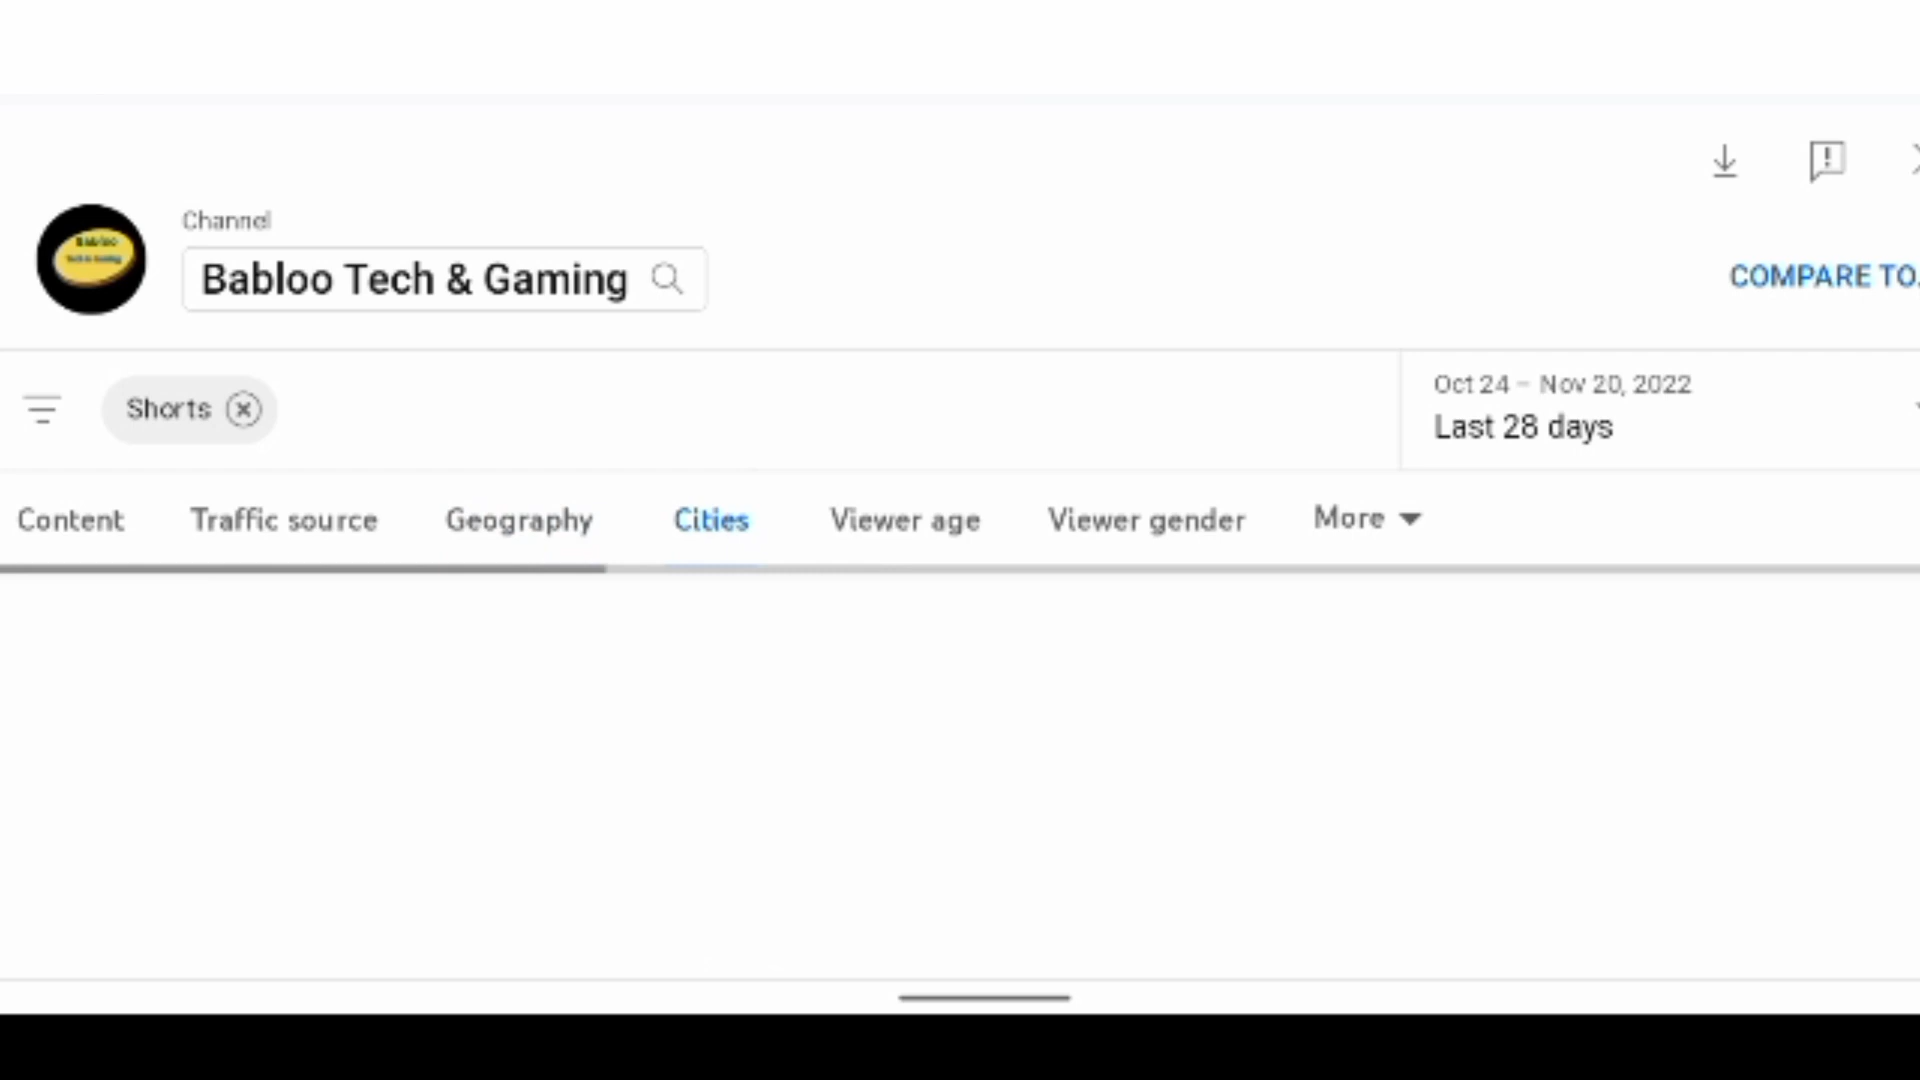 Channel
Babloo Tech & Gaming
COMPARE TO.
Shorts
Oct 24 – Nov 20, 2022
Last 28 days
Content Traffic source Geography Cities Viewer age Viewer gender More